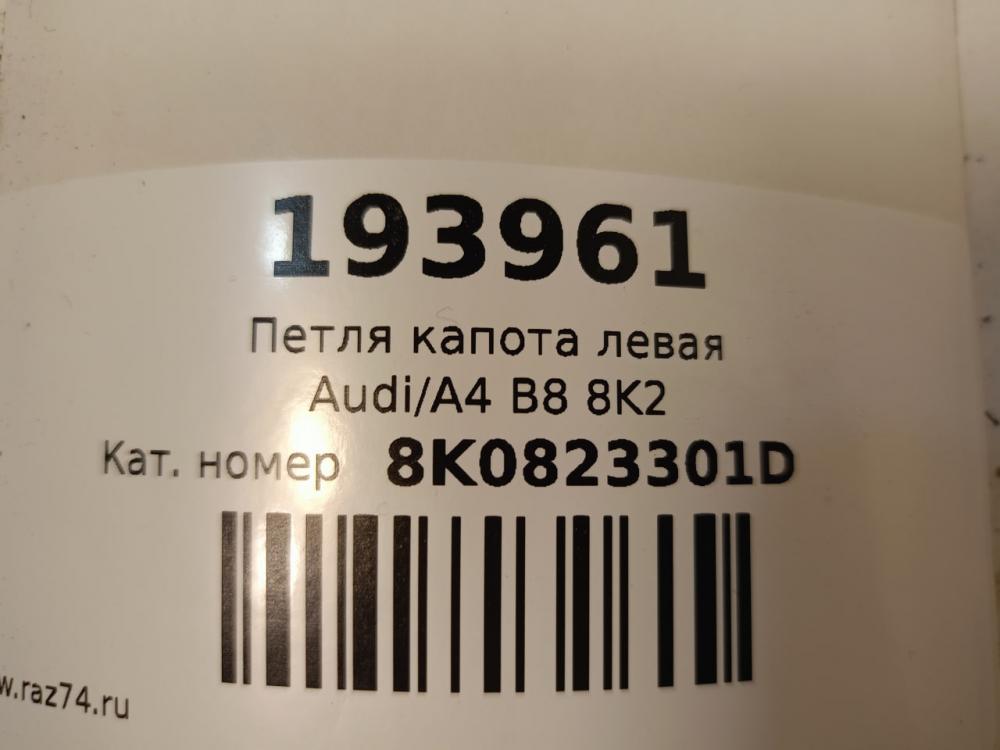 193961
Петля капота левая
Audi/A4 B8 8K2
Кат. номер 8K0823301D
w.raz74.ru